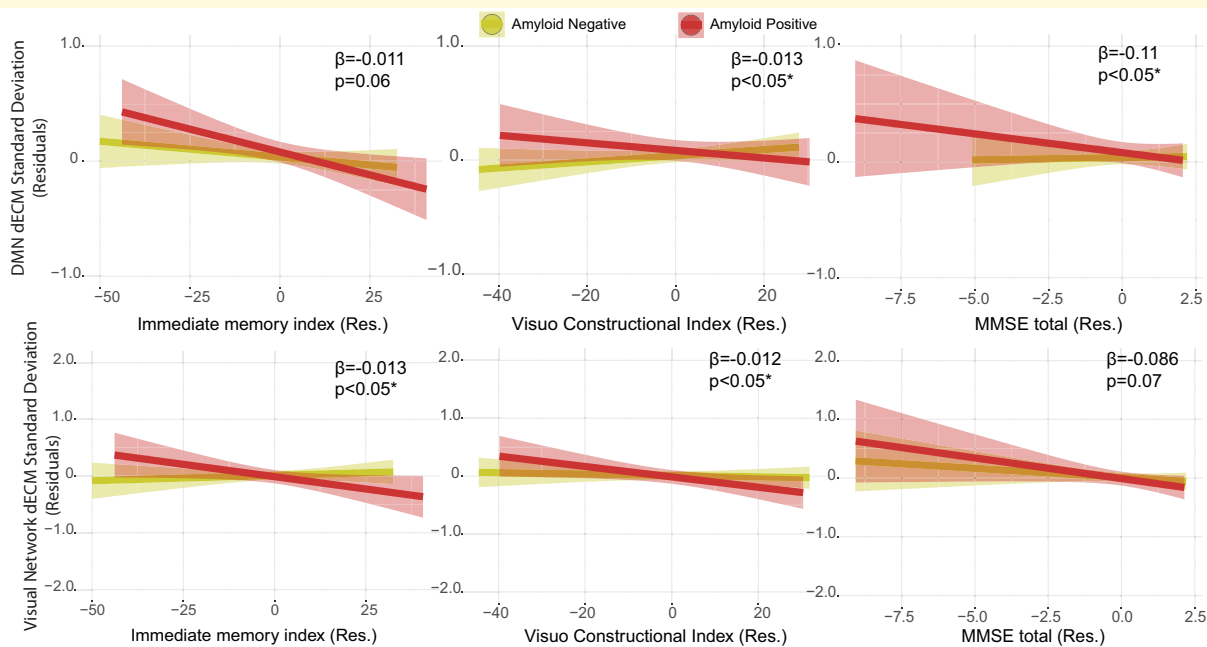 Amyloid Negative
Amyloid Positive
DMN dECM Standard Deviation
(Residuals)
1.0.
0.
−1.0.
β=-0.011
p=0.06
−50
−25
0
25
Immediate memory index (Res.)
1.0.
0.
−1.0.
β=-0.013
p<0.05*
−40
−20
0
20
Visuo Constructional Index (Res.)
1.0.
0.
−1.0.
β=-0.11
p<0.05*
−7.5
−5.0
0
2.5
MMSE total (Res.)
Visual Network dECM Standard Deviation
(Residuals)
2.0.
1.0
0.
−1.0.
−2.0.
β=-0.013
p<0.05*
−50
−25
0
25
Immediate memory index (Res.)
2.0.
1.0.
0.
−1.0.
−2.0.
β=-0.012
p<0.05*
−40
−20
0
20
Visuo Constructional Index (Res.)
2.0.
1.0.
0.
−1.0.
−2.0.
β=-0.086
p=0.07
−7.5
−5.0
0.0
2.5
MMSE total (Res.)